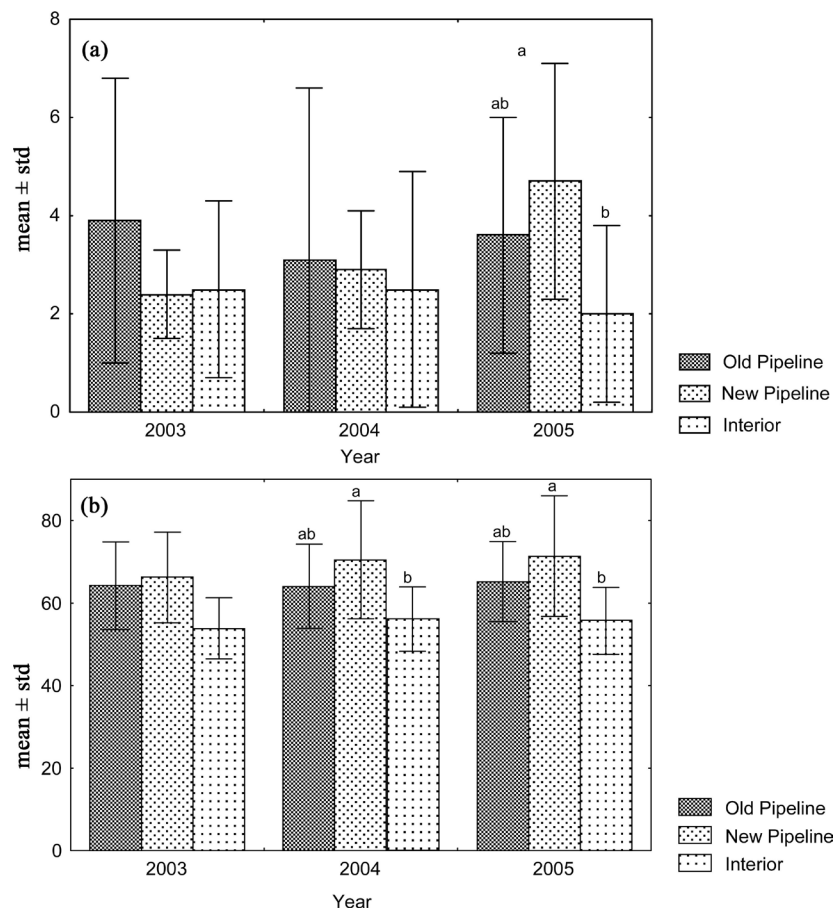 (a)
mean ± std
8
6
4
2
0
a
ab
b
2003 2004 2005
Year
Old Pipeline
New Pipeline
Interior
(b)
mean ± std
80
60
40
20
0
ab a b
ab a b
2003 2004 2005
Year
Old Pipeline
New Pipeline
Interior